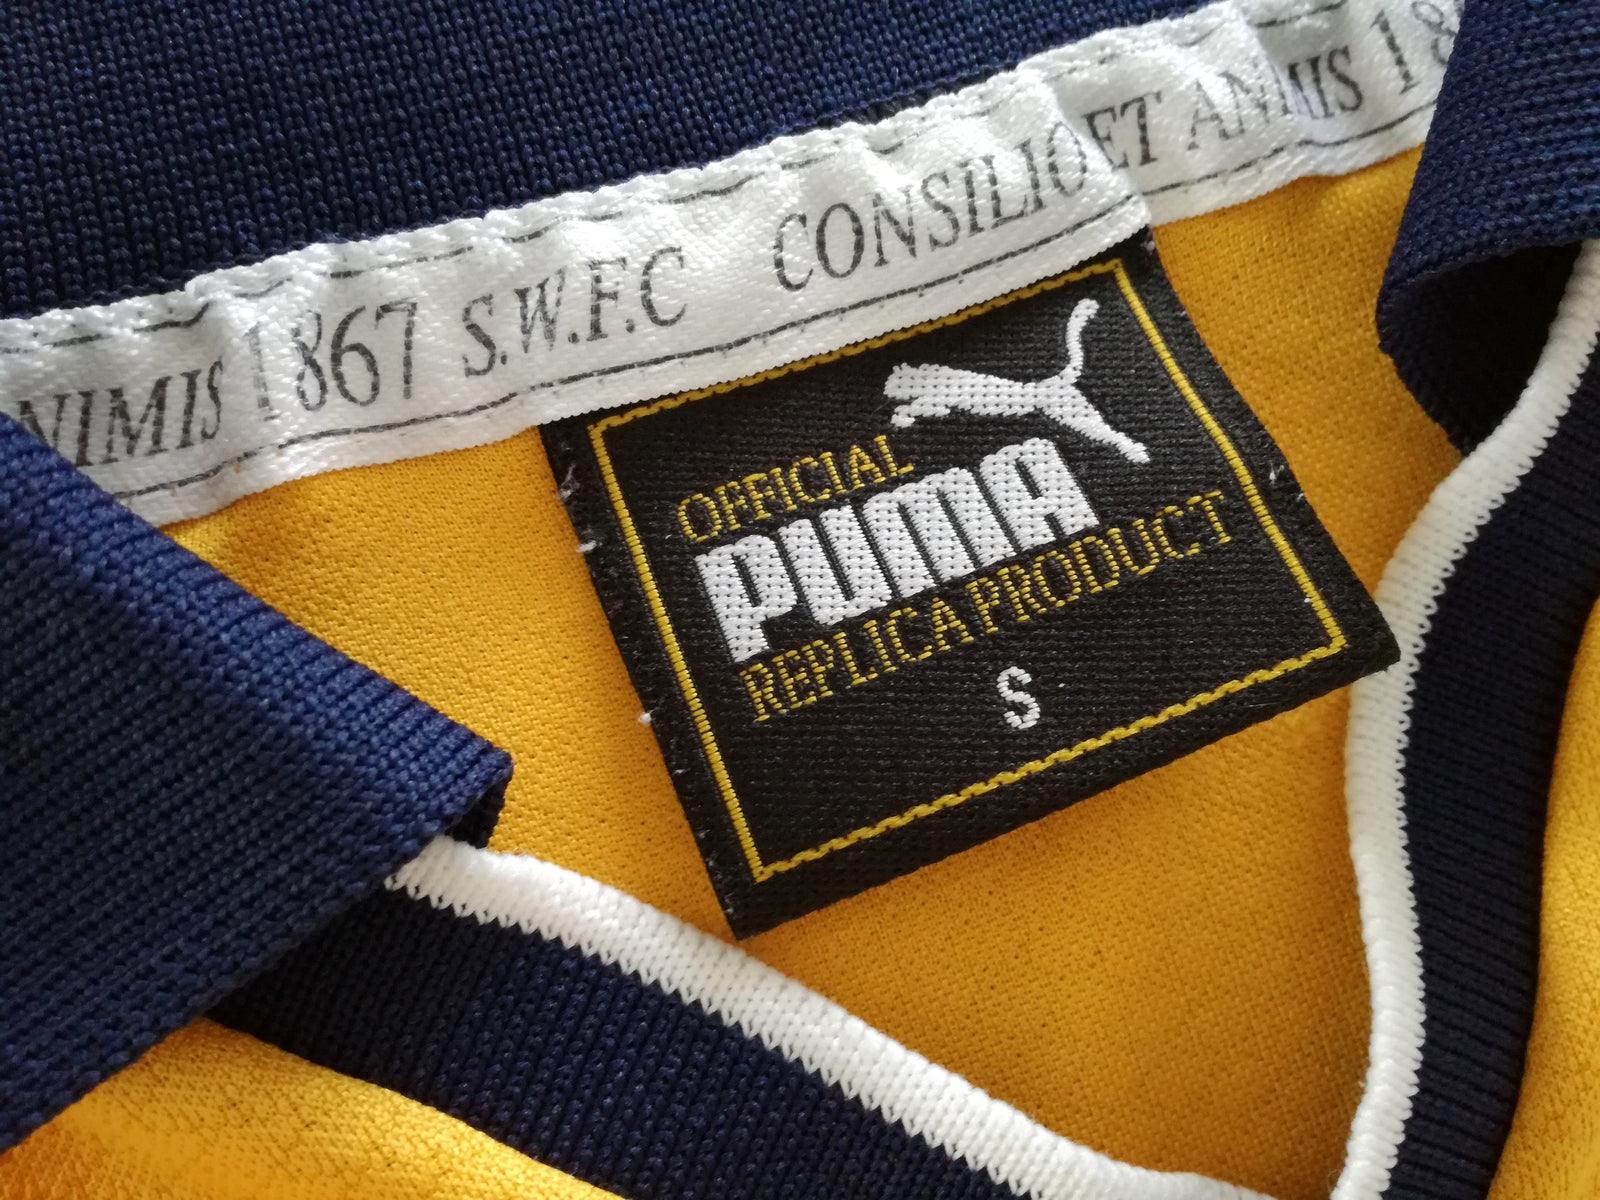 NIMIS 1867 S.W.F.C CONSILIO ET ANIMIS 18
OFFICIAL
PUMA
REPLICA PRODUCT
S